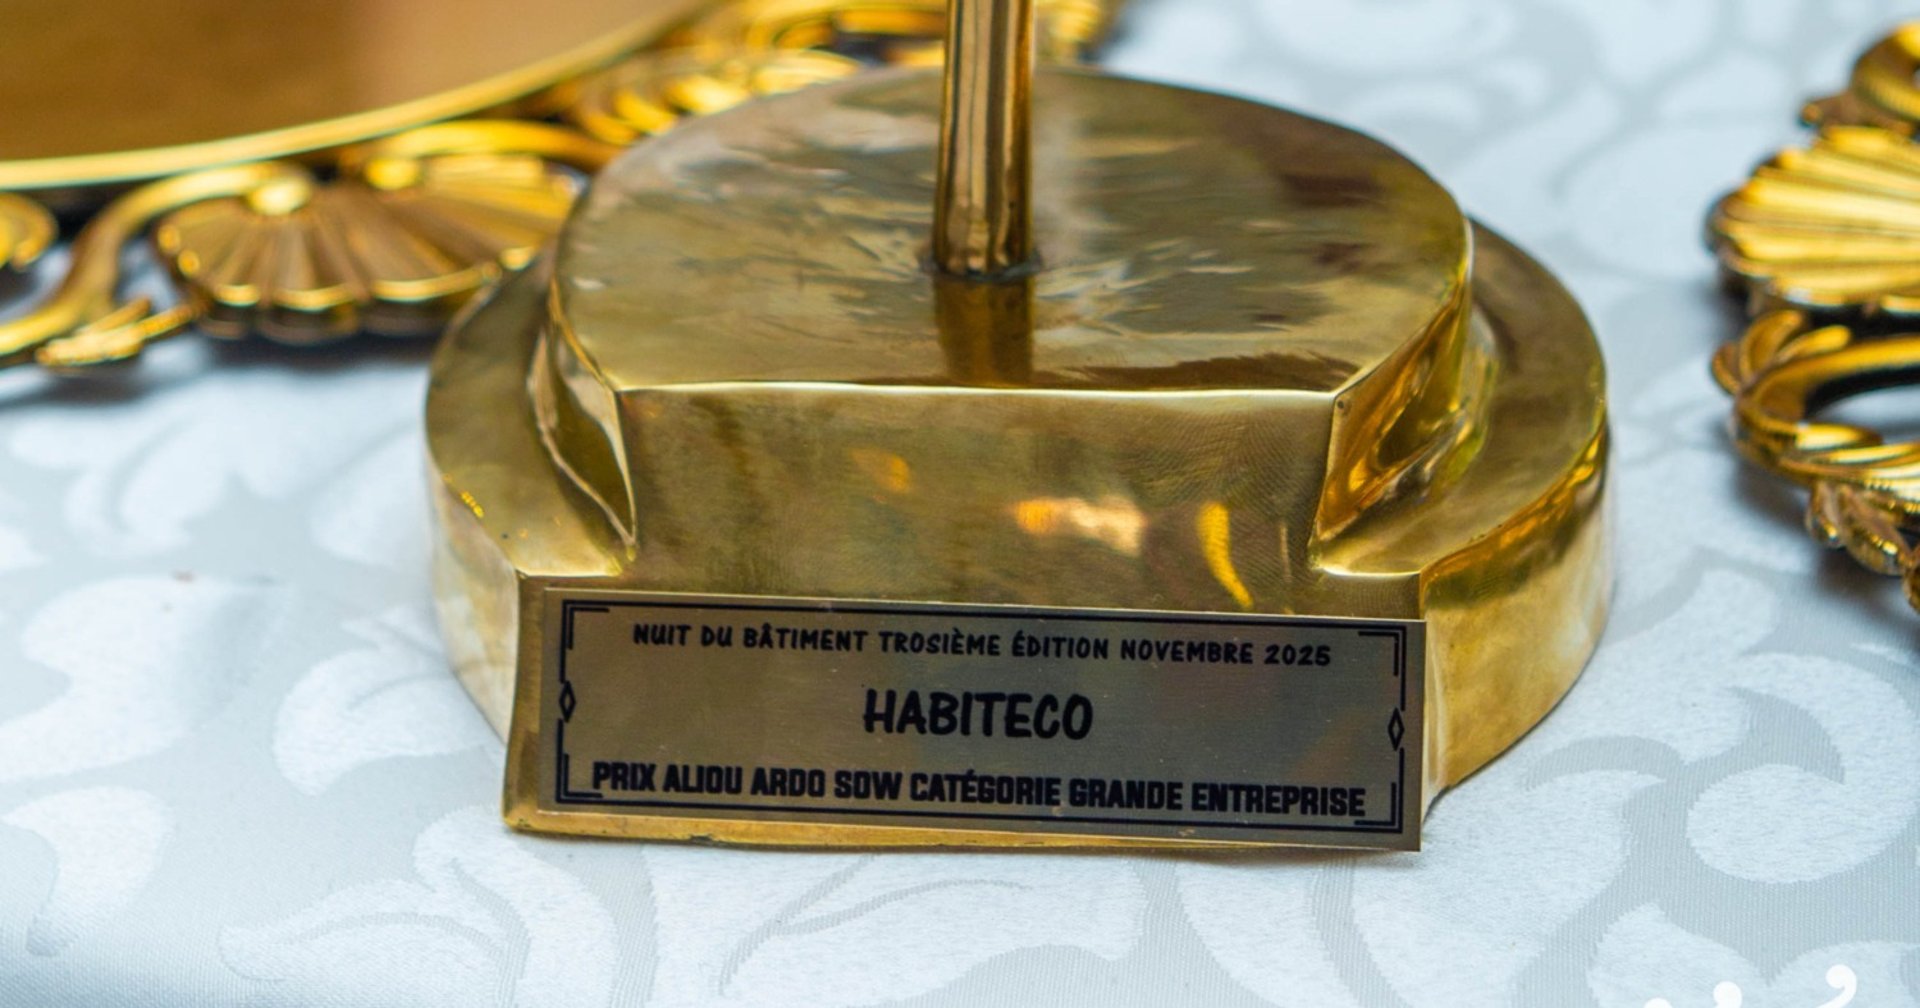 NUIT DU BÂTIMENT TROSIÈME ÉDITION NOVEMBRE 2025
HABITECO
PRIX ALIOU ARDO SOW CATÉGORIE GRANDE ENTREPRISE